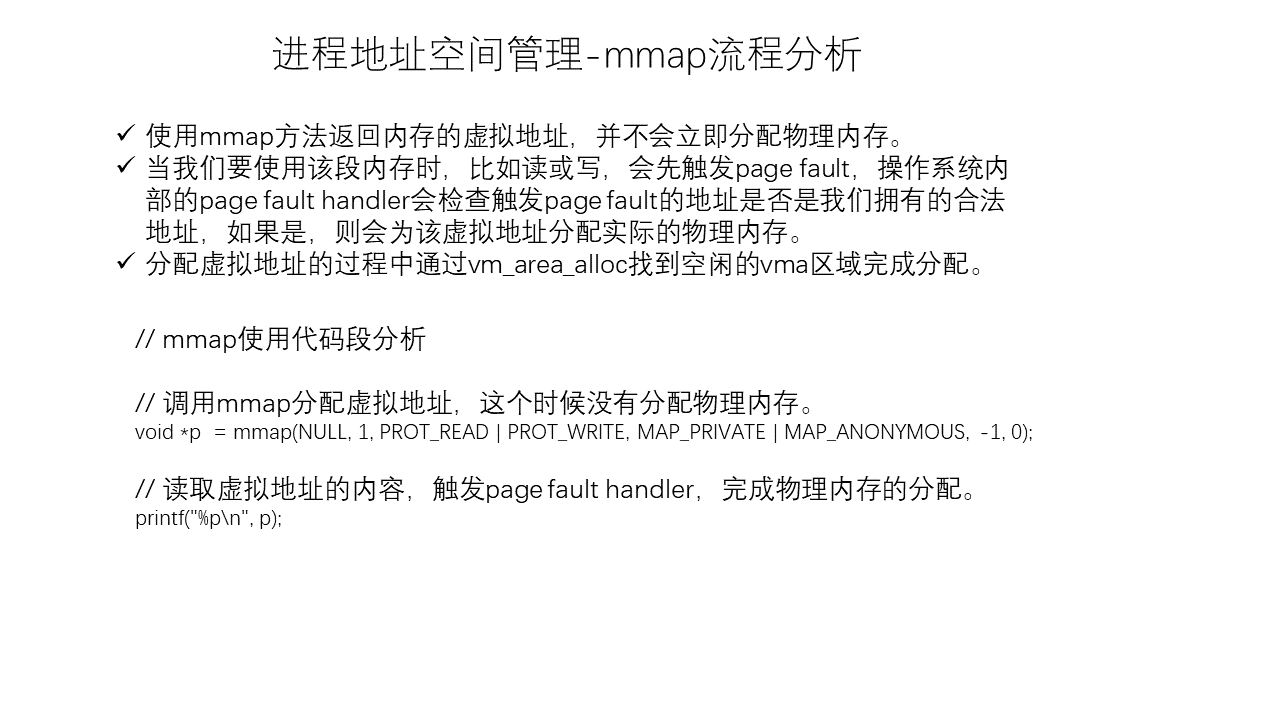 进程地址空间管理-mmap流程分析
✓ 使用mmap方法返回内存的虚拟地址，并不会立即分配物理内存。
✓ 当我们要使用该段内存时，比如读或写，会先触发page fault，操作系统内
部的page fault handler会检查触发page fault的地址是否是我们拥有的合法
地址，如果是，则会为该虚拟地址分配实际的物理内存。
✓ 分配虚拟地址的过程中通过vm_area_alloc找到空闲的vma区域完成分配。
// mmap使用代码段分析
// 调用mmap分配虚拟地址，这个时候没有分配物理内存。
void *p = mmap(NULL, 1, PROT_READ | PROT_WRITE, MAP_PRIVATE | MAP_ANONYMOUS, -1, 0);
// 读取虚拟地址的内容，触发page fault handler，完成物理内存的分配。
printf("%p\n", p);